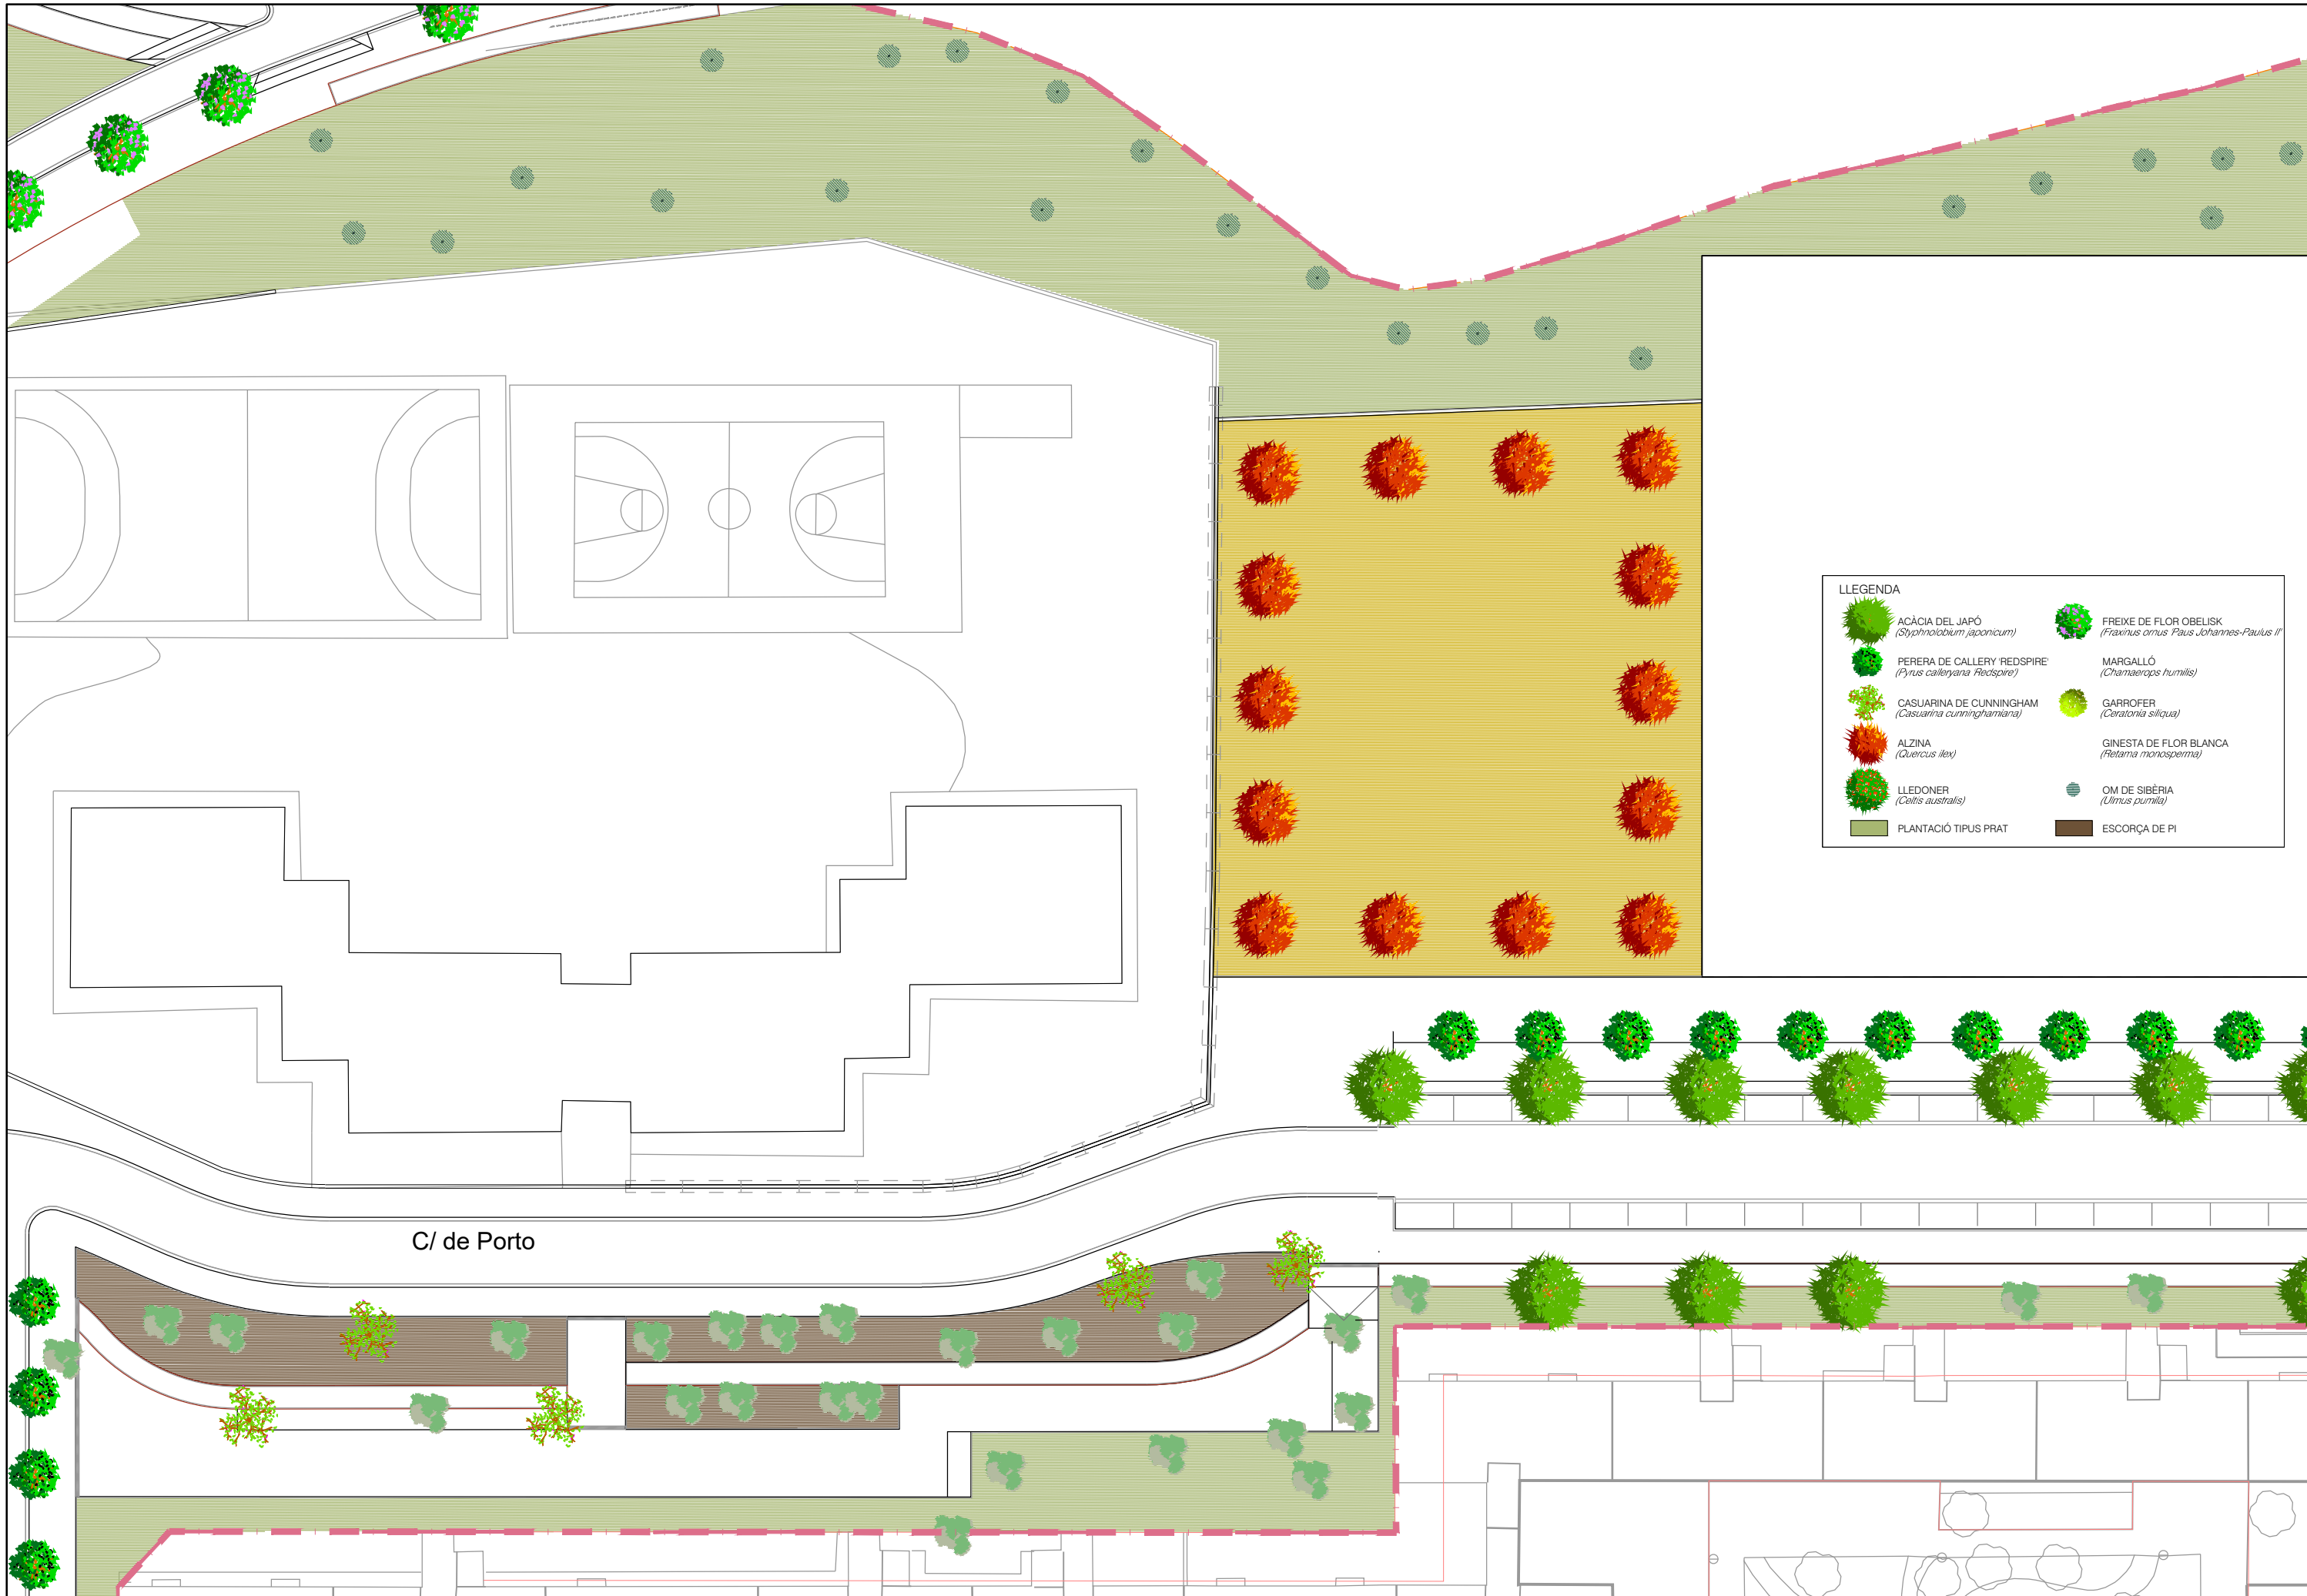 LLEGENDA
ACÀCIA DEL JAPÓ
(Styphnolobium japonicum)
PERERA DE CALLERY 'REDSPIRE'
(Pyrus calleryana 'Redspire')
CASUARINA DE CUNNINGHAM
(Casuarina cunninghamiana)
ALZINA
(Quercus ilex)
LLEDONER
(Celtis australis)
PLANTACIÓ TIPUS PRAT
FREIXE DE FLOR OBELISK
(Fraxinus ornus 'Paus Johannes-Paulus II'
MARGALLÓ
(Chamaerops humilis)
GARROFER
(Ceratonia siliqua)
GINESTA DE FLOR BLANCA
(Retama monosperma)
OM DE SIBÈRIA
(Ulmus pumila)
ESCORÇA DE PI
C/ de Porto